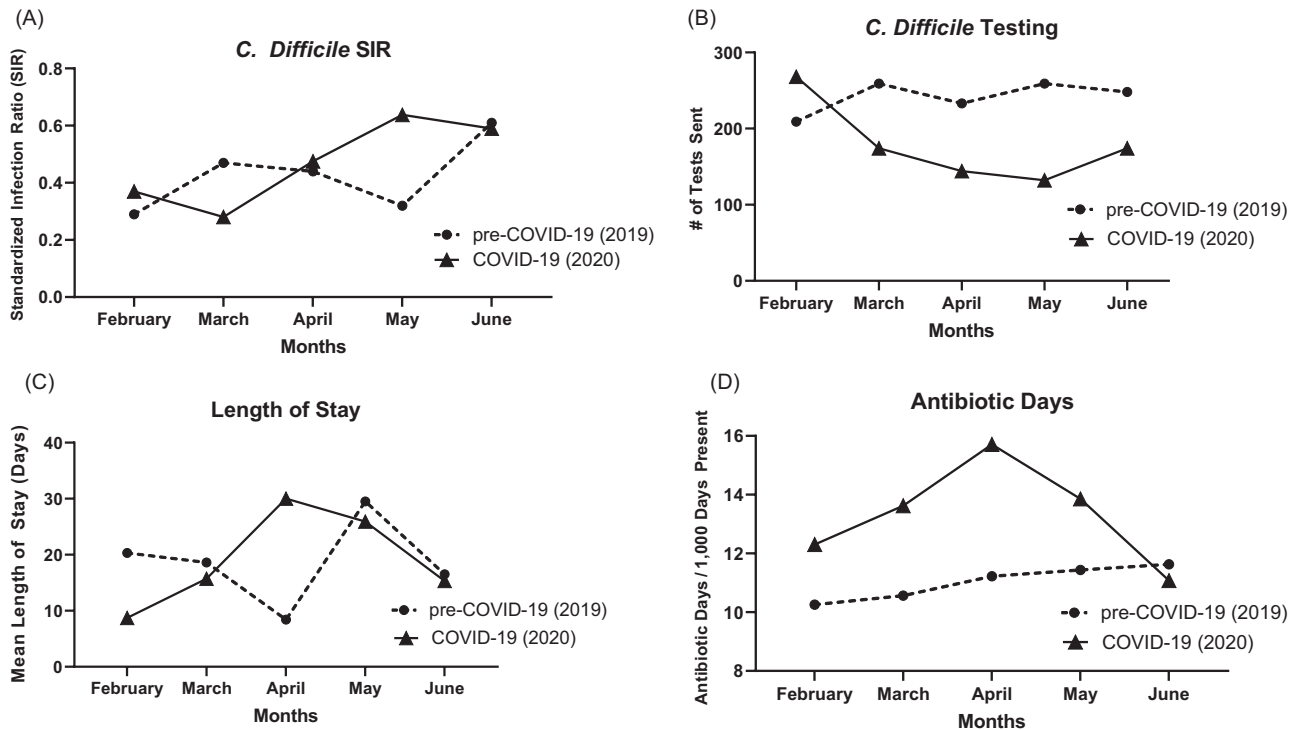 (A)
C. Difficile SIR
Standardized Infection Ratio (SIR)
0.8
0.6
0.4
0.2
0.0
February March April May June
Months
pre-COVID-19 (2019)
COVID-19 (2020)
(B)
C. Difficile Testing
# of Tests Sent
300
200
100
0
February March April May June
Months
pre-COVID-19 (2019)
COVID-19 (2020)
(C)
Length of Stay
Mean Length of Stay (Days)
40
30
20
10
0
February March April May June
Months
pre-COVID-19 (2019)
COVID-19 (2020)
(D)
Antibiotic Days
Antibiotic Days / 1,000 Days Present
16
14
12
10
8
February March April May June
Months
pre-COVID-19 (2019)
COVID-19 (2020)